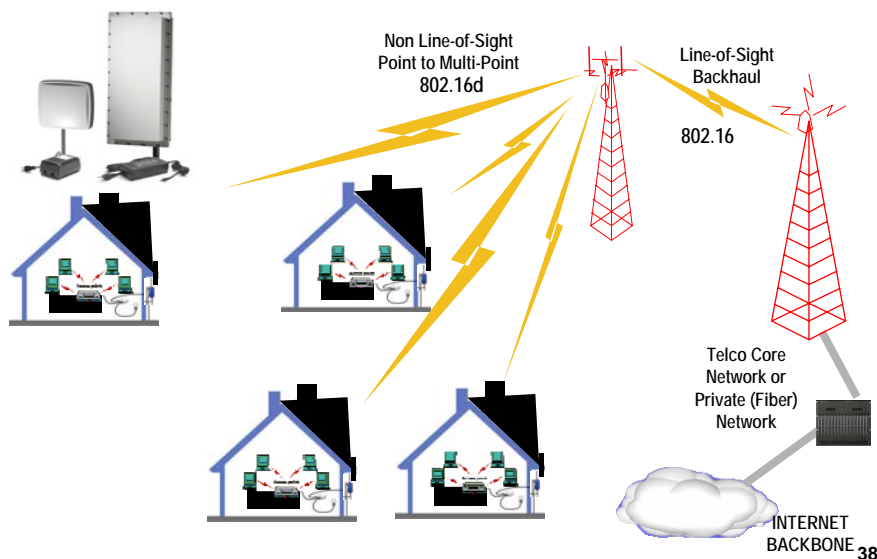 Non Line-of-Sight
Point to Multi-Point
802.16d
Line-of-Sight
Backhaul
802.16
Telco Core
Network or
Private (Fiber)
Network
INTERNET
BACKBONE
38